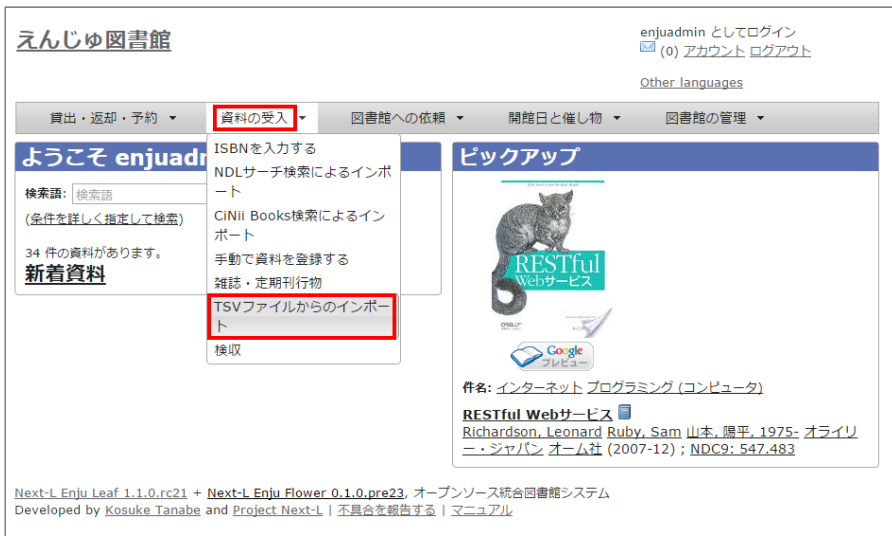 えんじゅ図書館
enjuadmin としてログイン
(0) アカウント ログアウト
Other languages
貸出・返却・予約 ▼ 資料の受入 ▼ 図書館への依頼 ▼ 開館日と催し物 ▼ 図書館の管理 ▼
ようこそ enjuadm
検索語: 検索語
(条件を詳しく指定して検索)
34 件の資料があります。
新着資料
ISBNを入力する
NDLサーチ検索によるインポ
ート
CiNii Books検索によるイン
ポート
手動で資料を登録する
雑誌・定期刊行物
TSVファイルからのインポー
ト
検収
ピックアップ
RESTful
Webサービス
O'REILLY
Google
プレビュー
件名: インターネット プログラミング (コンピュータ)
RESTful Webサービス
Richardson, Leonard Ruby, Sam 山本, 陽平, 1975- オライリ
ー・ジャパン オーム社 (2007-12) ; NDC9: 547.483
Next-L Enju Leaf 1.1.0.rc21 + Next-L Enju Flower 0.1.0.pre23, オープンソース統合図書館システム
Developed by Kosuke Tanabe and Project Next-L | 不具合を報告する | マニュアル